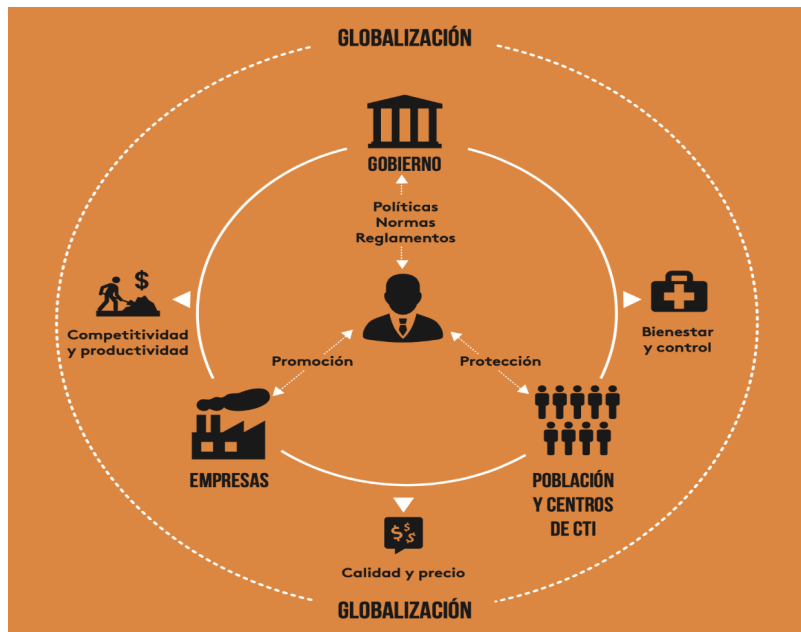 GLOBALIZACIÓN
GOBIERNO
Políticas
Normas
Reglamentos
$
Competitividad
y productividad
Bienestar
y control
Promoción
Protección
EMPRESAS
POBLACIÓN
Y CENTROS
DE CTI
$$$
Calidad y precio
GLOBALIZACIÓN